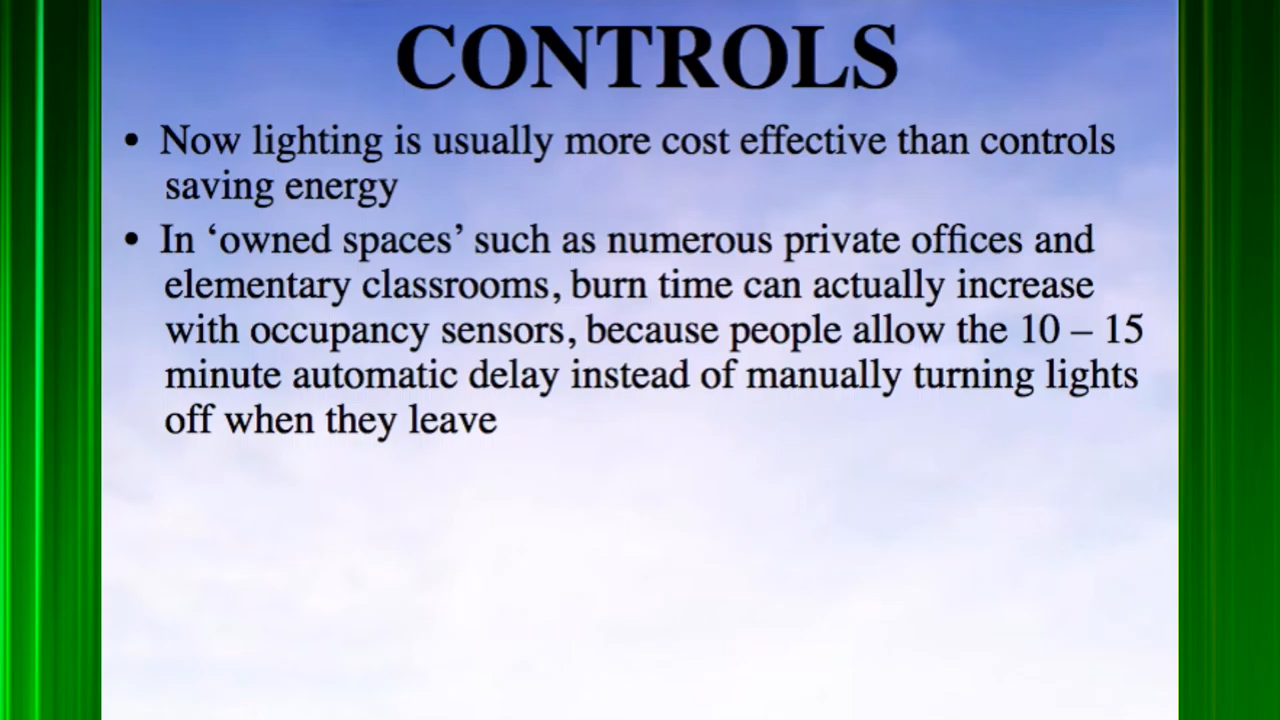 CONTROLS
• Now lighting is usually more cost effective than controls
saving energy
• In ‘owned spaces’ such as numerous private offices and
elementary classrooms, burn time can actually increase
with occupancy sensors, because people allow the 10 – 15
minute automatic delay instead of manually turning lights
off when they leave